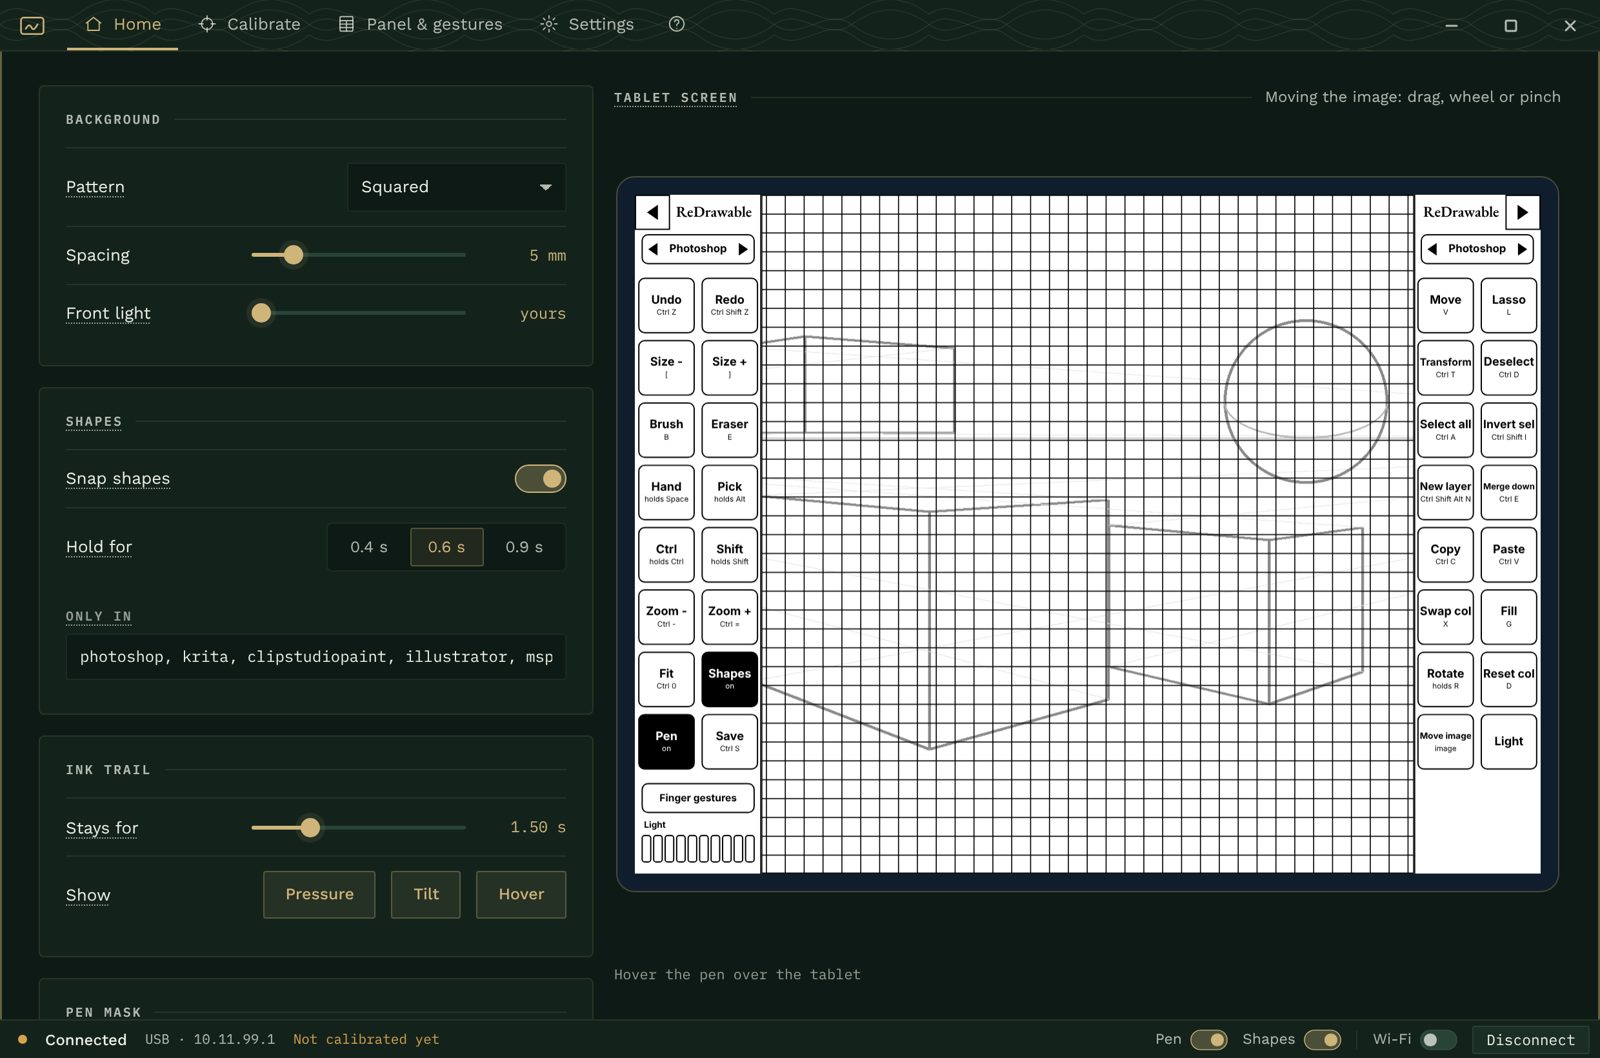 Home
Calibrate
Panel & gestures
Settings
BACKGROUND
Pattern
Squared
Spacing
5 mm
Front light
yours
SHAPES
Snap shapes
Hold for
0.4 s
0.6 s
0.9 s
ONLY IN
photoshop, krita, clipstudiopaint, illustrator, msp
INK TRAIL
Stays for
1.50 s
Show
Pressure
Tilt
Hover
PEN MASK
TABLET SCREEN
Moving the image: drag, wheel or pinch
ReDrawable
Photoshop
Undo
Ctrl Z
Redo
Ctrl Shift Z
Size -
[
Size +
]
Brush
B
Eraser
E
Hand
holds Space
Pick
holds Alt
Ctrl
holds Ctrl
Shift
holds Shift
Zoom -
Ctrl -
Zoom +
Ctrl =
Fit
Ctrl 0
Shapes
on
Pen
on
Save
Ctrl S
Finger gestures
Light
ReDrawable
Photoshop
Move
V
Lasso
L
Transform
Ctrl T
Deselect
Ctrl D
Select all
Ctrl A
Invert sel
Ctrl Shift I
New layer
Ctrl Shift Alt N
Merge down
Ctrl E
Copy
Ctrl C
Paste
Ctrl V
Swap col
X
Fill
G
Rotate
holds R
Reset col
D
Move image
image
Light
Hover the pen over the tablet
Connected
USB · 10.11.99.1
Not calibrated yet
Pen
Shapes
Wi-Fi
Disconnect